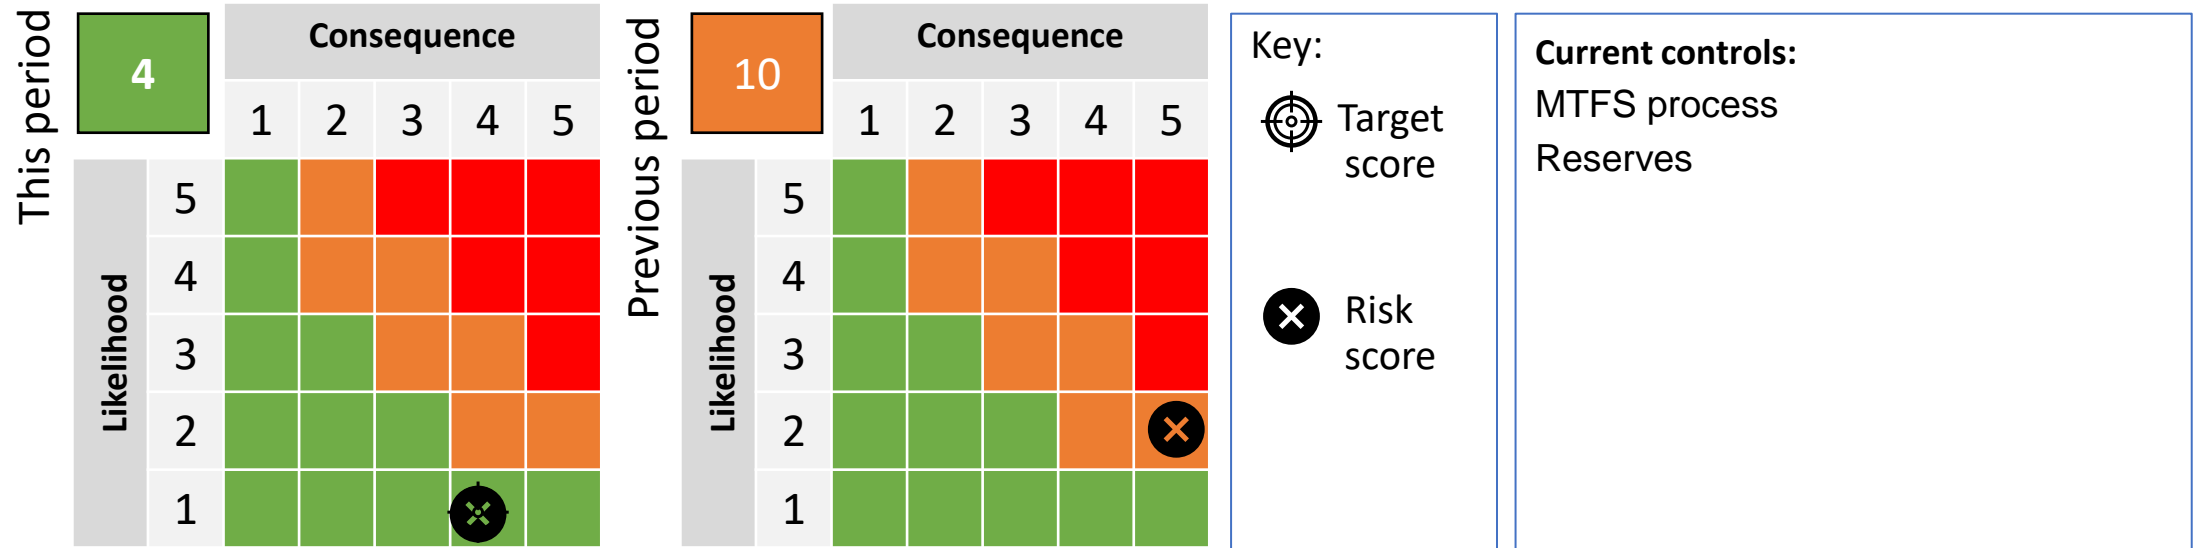 This period
4
Consequence
1 2 3 4 5
Likelihood
5
4
3
2
1
Previous period
10
Consequence
1 2 3 4 5
Likelihood
5
4
3
2
1
Key:
Target
score
Risk
score
Current controls:
MTFS process
Reserves